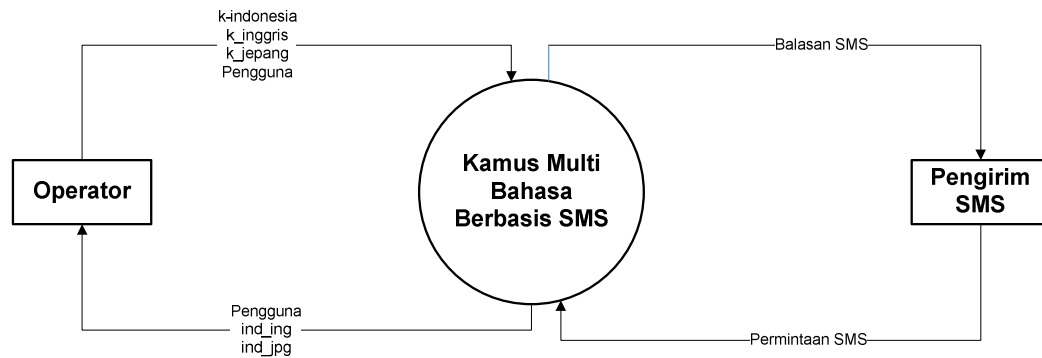 k-indonesia
k_inggris
k_jepang
Pengguna
Balasan SMS
Operator
Kamus Multi
Bahasa
Berbasis SMS
Pengirim
SMS
Pengguna
ind_ing
ind_jpg
Permintaan SMS